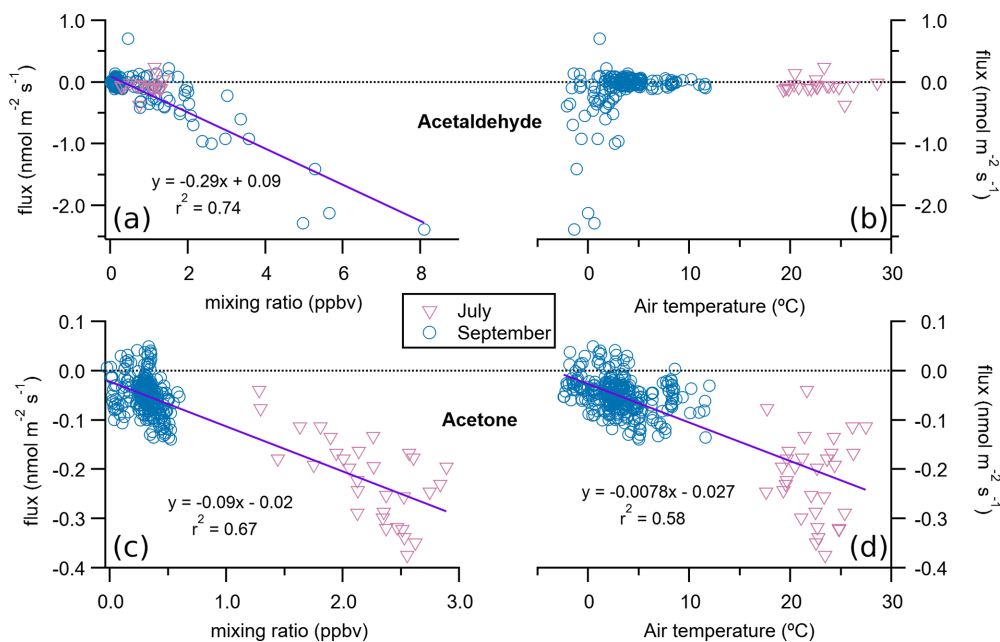 1.0
0.0
-1.0
-2.0
flux (nmol m⁻² s⁻¹)
y = -0.29x + 0.09
r² = 0.74
(a)
0 2 4 6 8
mixing ratio (ppbv)
Acetaldehyde
1.0
0.0
-1.0
-2.0
flux (nmol m⁻² s⁻¹)
(b)
0 10 20 30
Air temperature (ºC)
July
September
0.1
0.0
-0.1
-0.2
-0.3
-0.4
flux (nmol m⁻² s⁻¹)
y = -0.09x - 0.02
r² = 0.67
(c)
0.0 1.0 2.0 3.0
mixing ratio (ppbv)
Acetone
0.1
0.0
-0.1
-0.2
-0.3
-0.4
flux (nmol m⁻² s⁻¹)
y = -0.0078x - 0.027
r² = 0.58
(d)
0 10 20 30
Air temperature (ºC)